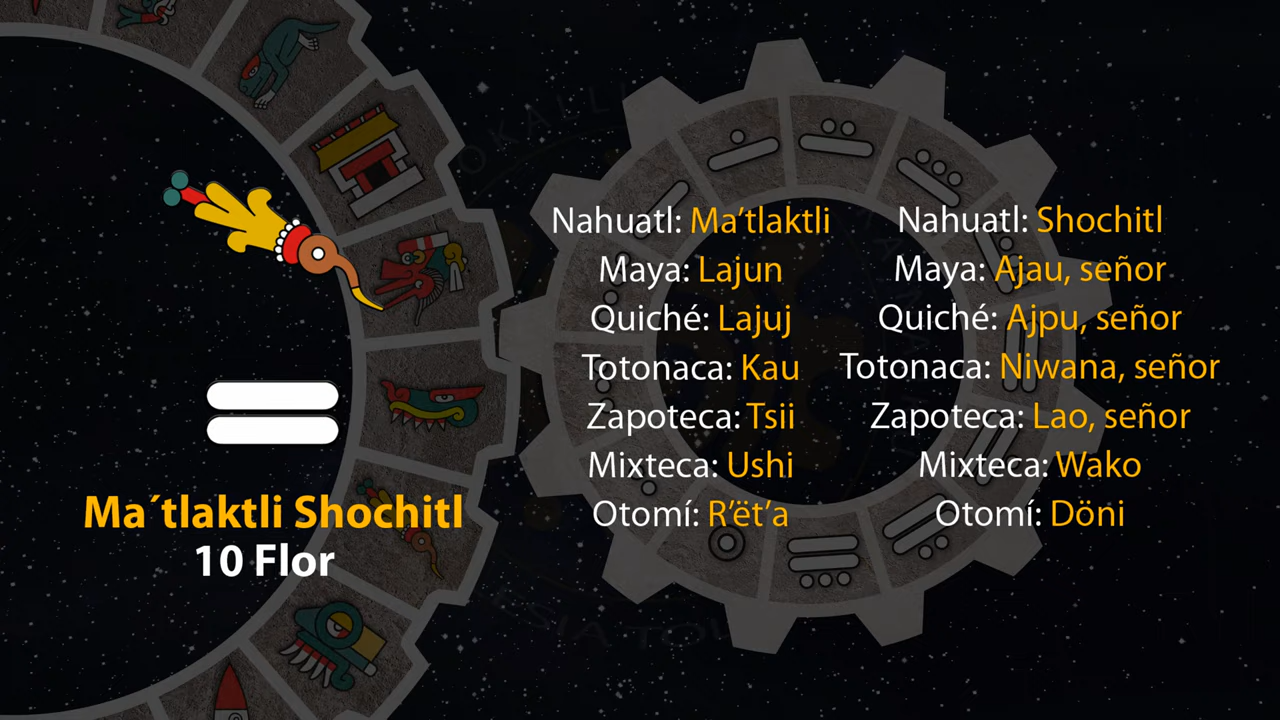 Nahuatl: Ma’tlaktli
Maya: Lajun
Quiché: Lajuj
Totonaca: Kau
Zapoteca: Tsii
Mixteca: Ushi
Otomí: R’ët’a
Nahuatl: Shochitl
Maya: Ajau, señor
Quiché: Ajpu, señor
Totonaca: Niwana, señor
Zapoteca: Lao, señor
Mixteca: Wako
Otomí: Döni
Ma´tlaktli Shochitl
10 Flor